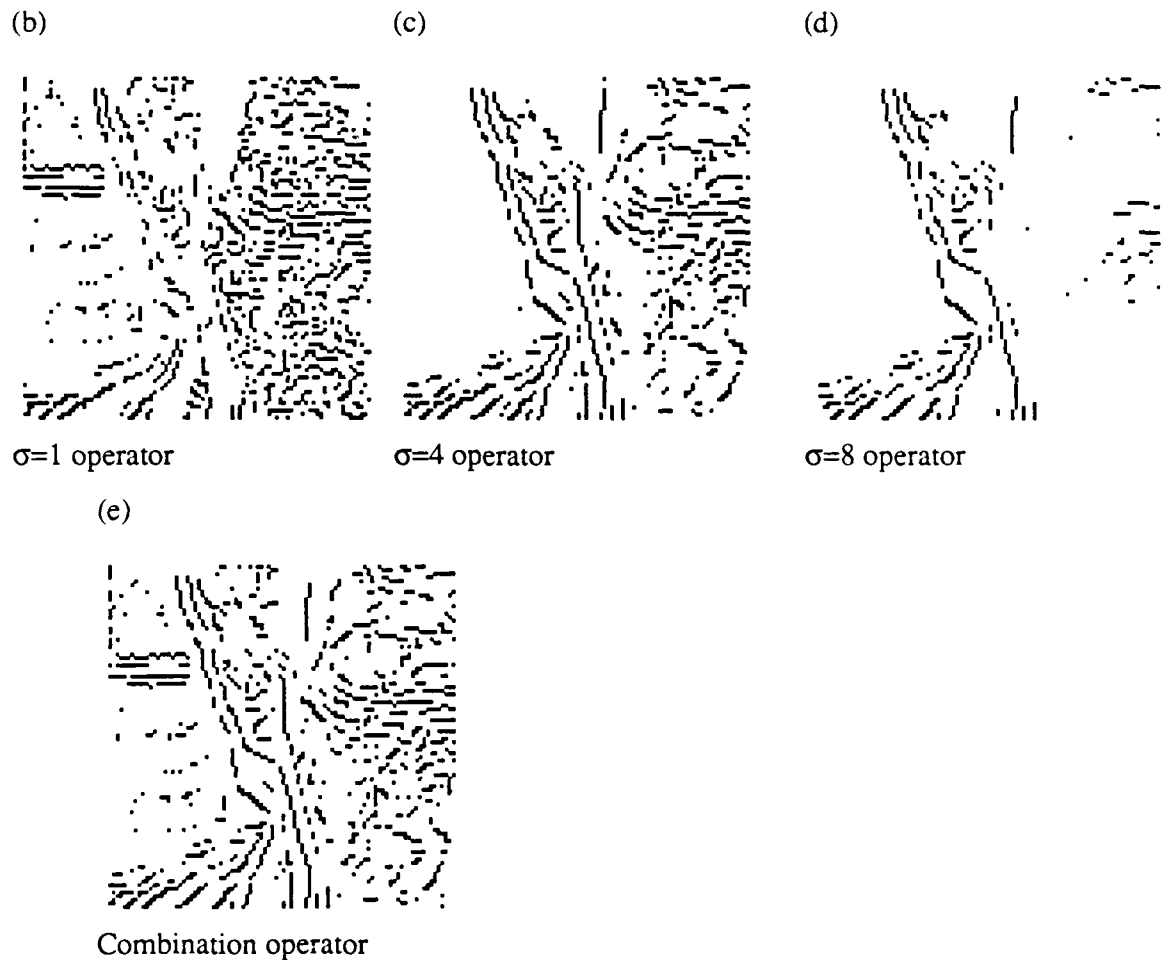 (b)
(c)
(d)
σ=1 operator
σ=4 operator
σ=8 operator
(e)
Combination operator